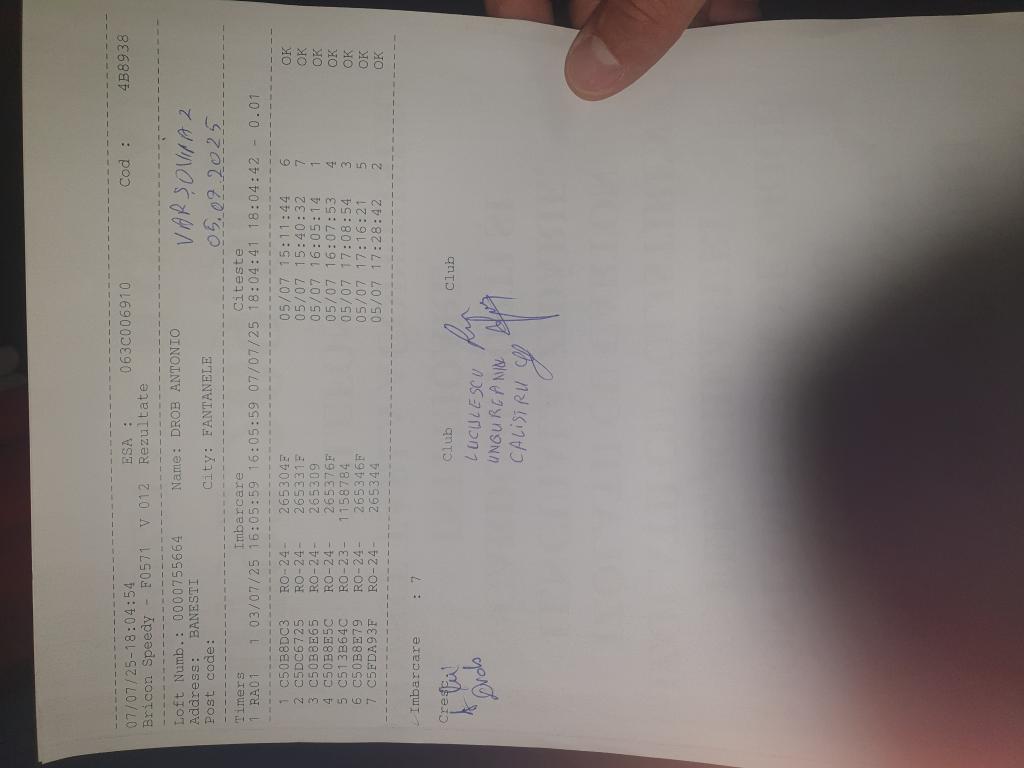 07/07/25-18:04:54 ESA : 063C006910 Cod : 4B8938
Bricon Speedy - F0571 V 012 Rezultate
Loft Numb.: 0000755664 Name: DROB ANTONIO VARSOVIA 2
Address: BANESTI
Post code: City: FANTANELE 05.07.2025
Timers Imbarcare Citeste
1 RA01 1 03/07/25 16:05:59 16:05:59 07/07/25 18:04:41 18:04:42 - 0.01
1 C50B8DC3 RO-24- 265304F 05/07 15:11:44 6 OK
2 C5DC6725 RO-24- 265331F 05/07 15:40:32 7 OK
3 C50B8E65 RO-24- 265309 05/07 16:05:14 1 OK
4 C50B8E5C RO-24- 265376F 05/07 16:07:53 4 OK
5 C513B64C RO-23- 1158784 05/07 17:08:54 3 OK
6 C50B8E79 RO-24- 265346F 05/07 17:16:21 5 OK
7 C5FDA93F RO-24- 265344 05/07 17:28:42 2 OK
Imbarcare : 7
Cresc. Club Club
LUCULESCU
UNGUREANU
CALISTRU
Drob